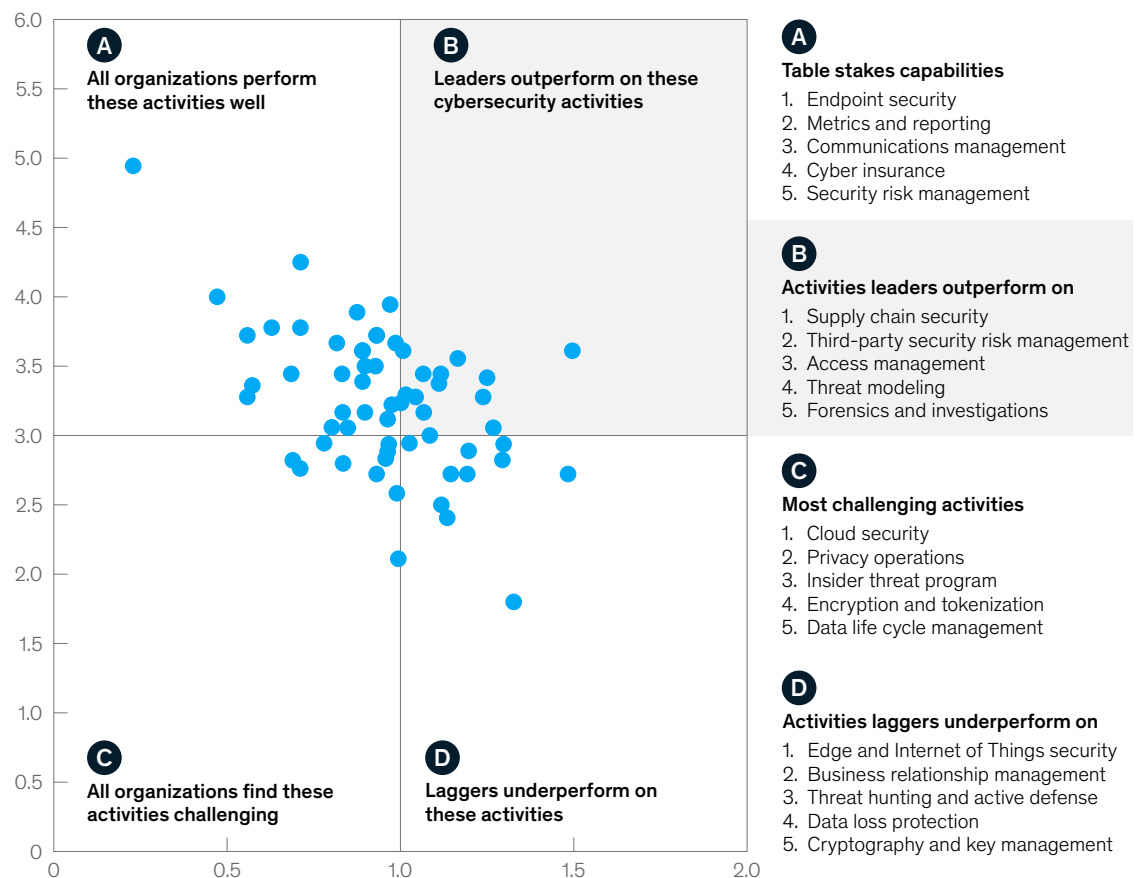 6.0
5.5
5.0
4.5
4.0
3.5
3.0
2.5
2.0
1.5
1.0
0.5
0
0
0.5
1.0
1.5
2.0
A
All organizations perform
these activities well
B
Leaders outperform on these
cybersecurity activities
C
All organizations find these
activities challenging
D
Laggers underperform on
these activities
A
Table stakes capabilities
1. Endpoint security
2. Metrics and reporting
3. Communications management
4. Cyber insurance
5. Security risk management
B
Activities leaders outperform on
1. Supply chain security
2. Third-party security risk management
3. Access management
4. Threat modeling
5. Forensics and investigations
C
Most challenging activities
1. Cloud security
2. Privacy operations
3. Insider threat program
4. Encryption and tokenization
5. Data life cycle management
D
Activities laggers underperform on
1. Edge and Internet of Things security
2. Business relationship management
3. Threat hunting and active defense
4. Data loss protection
5. Cryptography and key management